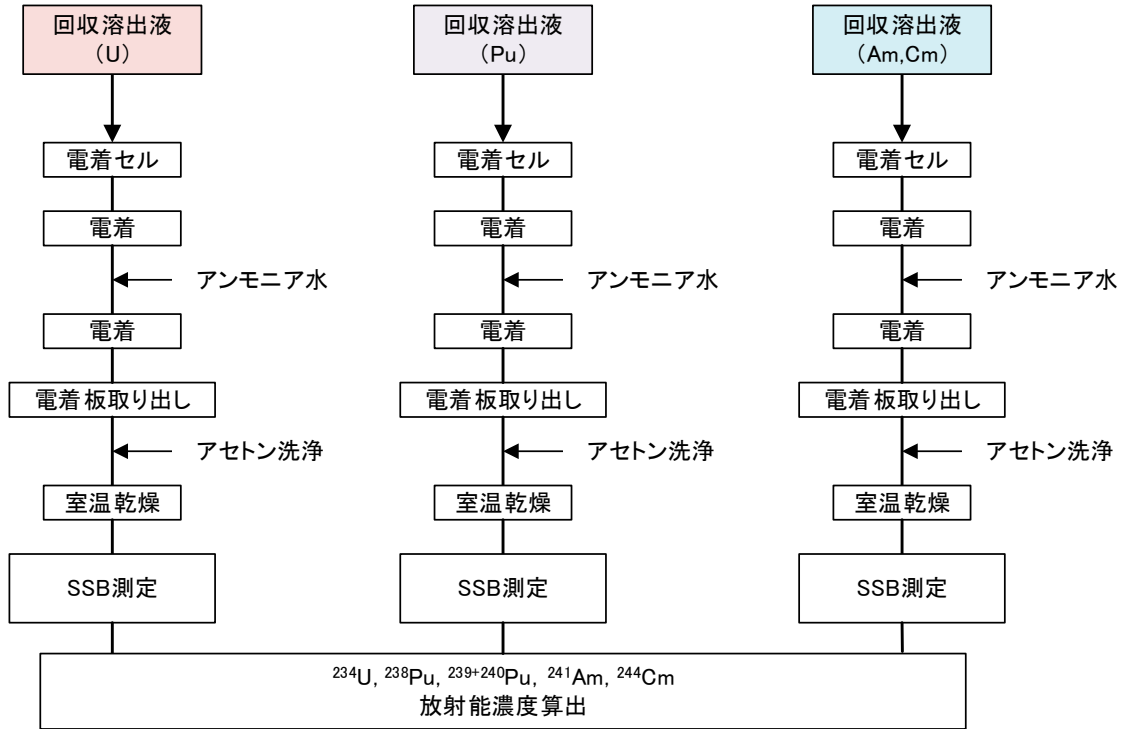 回収溶出液
(U)
回収溶出液
(Pu)
回収溶出液
(Am,Cm)
電着セル
電着セル
電着セル
電着
電着
電着
アンモニア水
アンモニア水
アンモニア水
電着
電着
電着
電着板取り出し
電着板取り出し
電着板取り出し
アセトン洗浄
アセトン洗浄
アセトン洗浄
室温乾燥
室温乾燥
室温乾燥
SSB測定
SSB測定
SSB測定
²³⁴U, ²³⁸Pu, ²³⁹⁺²⁴⁰Pu, ²⁴¹Am, ²⁴⁴Cm
放射能濃度算出